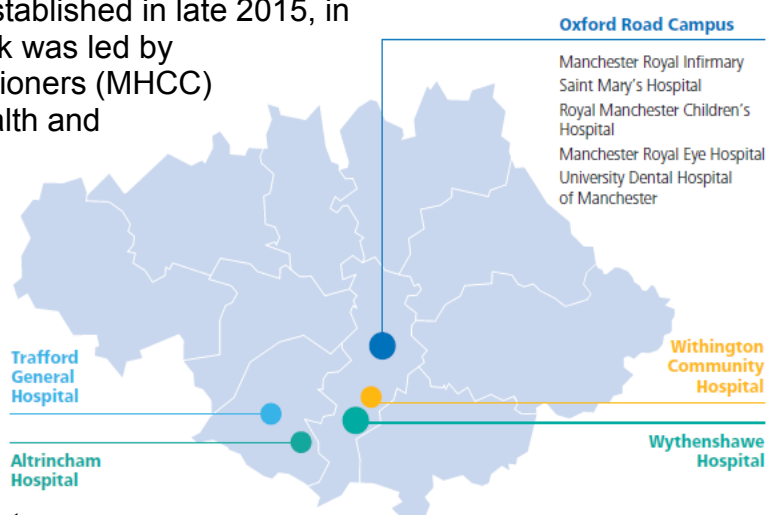 stablished in late 2015, in
k was led by
tioners (MHCC)
alth and
Oxford Road Campus
Manchester Royal Infirmary
Saint Mary's Hospital
Royal Manchester Children's
Hospital
Manchester Royal Eye Hospital
University Dental Hospital
of Manchester
Trafford
General
Hospital
Withington
Community
Hospital
Altrincham
Hospital
Wythenshawe
Hospital